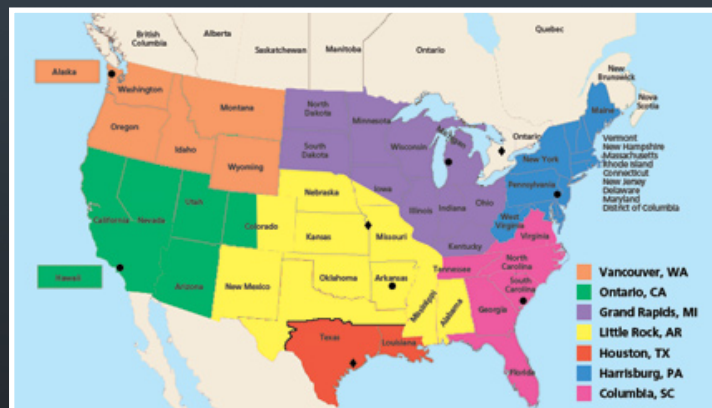 British
Columbia
Alberta
Saskatchewan
Manitoba
Ontario
Quebec
New
Brunswick
Nova
Scotia
Alaska
Washington
Montana
Oregon
Idaho
Wyoming
North
Dakota
Minnesota
South
Dakota
Wisconsin
Michigan
Ontario
Maine
New York
Vermont
New Hampshire
Massachusetts
Rhode Island
Connecticut
New Jersey
Delaware
Maryland
District of Columbia
Pennsylvania
Nebraska
Iowa
Illinois
Indiana
Ohio
West
Virginia
Virginia
California
Nevada
Utah
Colorado
Kansas
Missouri
Kentucky
Hawaii
Arizona
New Mexico
Oklahoma
Arkansas
Tennessee
North
Carolina
South
Carolina
Georgia
Mississippi
Alabama
Texas
Louisiana
Florida
Vancouver, WA
Ontario, CA
Grand Rapids, MI
Little Rock, AR
Houston, TX
Harrisburg, PA
Columbia, SC